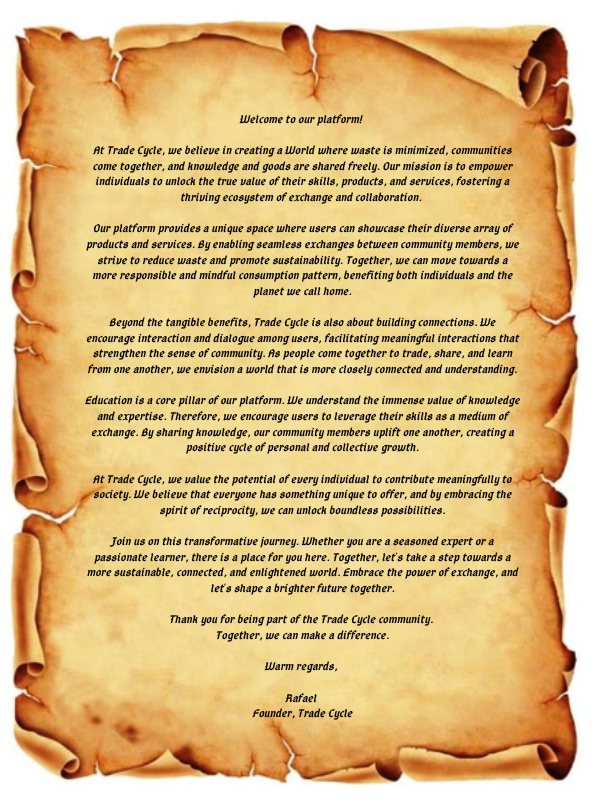 Welcome to our platform!
At Trade Cycle, we believe in creating a World where waste is minimized, communities
come together, and knowledge and goods are shared freely. Our mission is to empower
individuals to unlock the true value of their skills, products, and services, fostering a
thriving ecosystem of exchange and collaboration.
Our platform provides a unique space where users can showcase their diverse array of
products and services. By enabling seamless exchanges between community members, we
strive to reduce waste and promote sustainability. Together, we can move towards a
more responsible and mindful consumption pattern, benefiting both individuals and the
planet we call home.
Beyond the tangible benefits, Trade Cycle is also about building connections. We
encourage interaction and dialogue among users, facilitating meaningful interactions that
strengthen the sense of community. As people come together to trade, share, and learn
from one another, we envision a world that is more closely connected and understanding.
Education is a core pillar of our platform. We understand the immense value of knowledge
and expertise. Therefore, we encourage users to leverage their skills as a medium of
exchange. By sharing knowledge, our community members uplift one another, creating a
positive cycle of personal and collective growth.
At Trade Cycle, we value the potential of every individual to contribute meaningfully to
society. We believe that everyone has something unique to offer, and by embracing the
spirit of reciprocity, we can unlock boundless possibilities.
Join us on this transformative journey. Whether you are a seasoned expert or a
passionate learner, there is a place for you here. Together, let's take a step towards a
more sustainable, connected, and enlightened world. Embrace the power of exchange, and
let's shape a brighter future together.
Thank you for being part of the Trade Cycle community.
Together, we can make a difference.
Warm regards,
Rafael
Founder, Trade Cycle